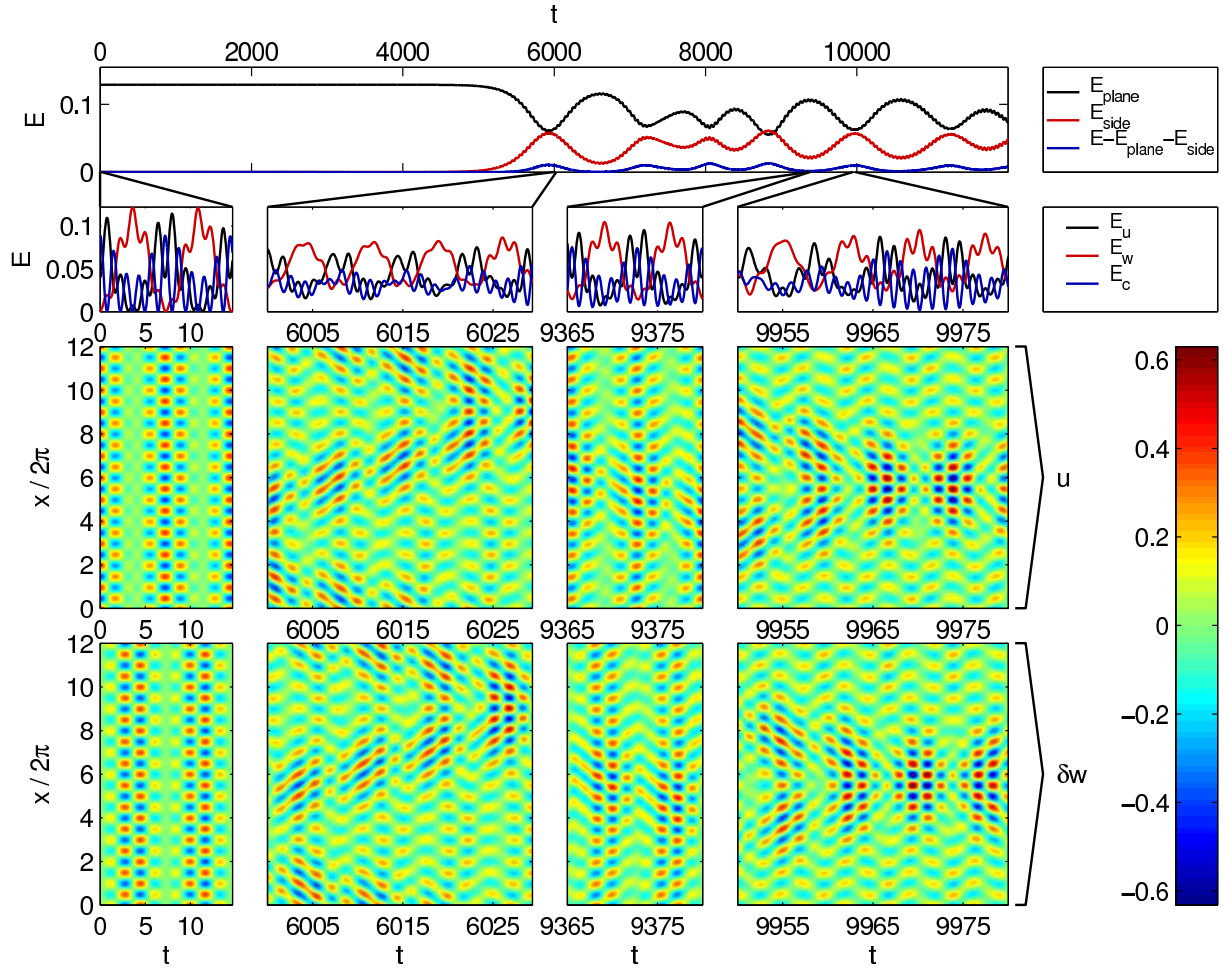 t
0 2000 4000 6000 8000 10000
E
0.1
0
E_plane
E_side
E−E_plane−E_side
E
0.1
0.05
0
E_u
E_w
E_c
0 5 10
6005 6015 6025
9365 9375
9955 9965 9975
x / 2π
12
10
8
6
4
2
0
u
0.6
0.4
0.2
0
−0.2
−0.4
−0.6
0 5 10
6005 6015 6025
9365 9375
9955 9965 9975
x / 2π
12
10
8
6
4
2
0
δw
0 5 10
6005 6015 6025
9365 9375
9955 9965 9975
t t t t